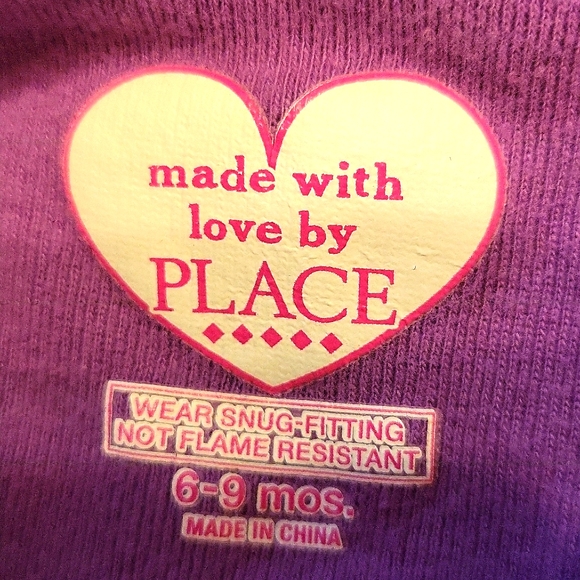 made with
love by
PLACE
WEAR SNUG-FITTING
NOT FLAME RESISTANT
6-9 mos.
MADE IN CHINA